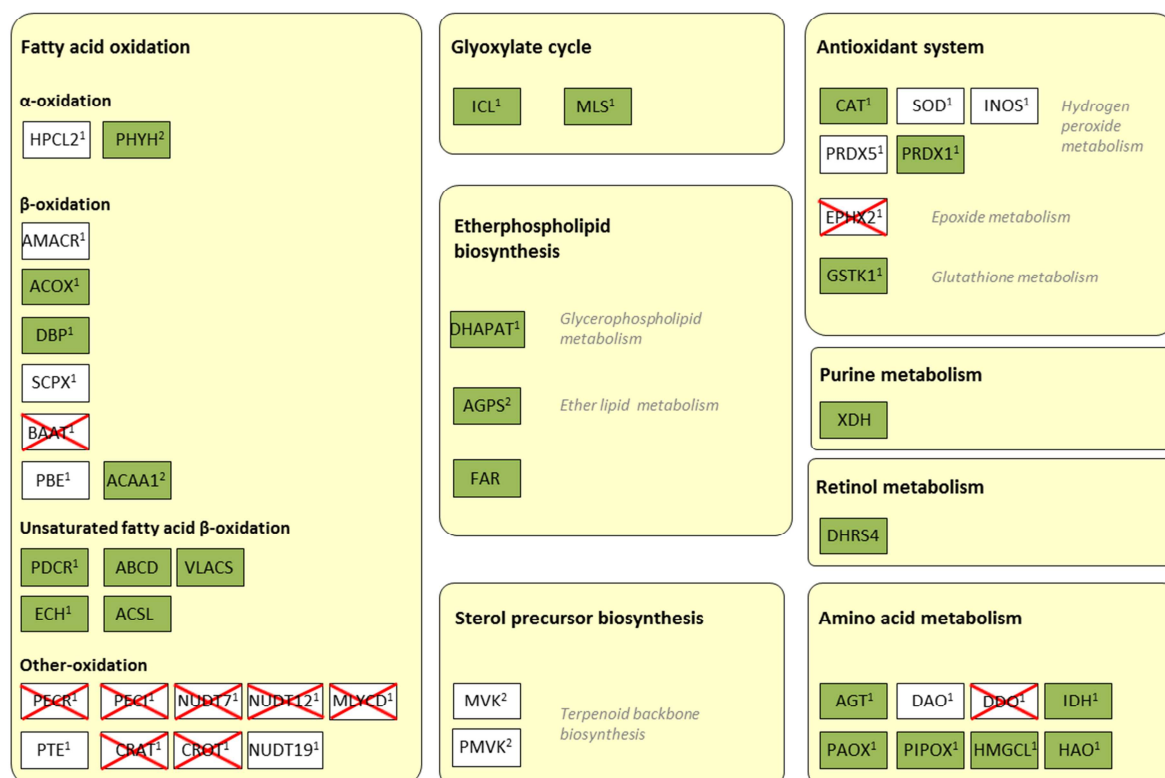 Fatty acid oxidation
α-oxidation
HPCL2¹ PHYH²
β-oxidation
AMACR¹
ACOX¹
DBP¹
SCPX¹
BAAT¹
PBE¹ ACAA1²
Unsaturated fatty acid β-oxidation
PDCR¹ ABCD VLACS
ECH¹ ACSL
Other-oxidation
PECR¹ PECI¹ NUDT7¹ NUDT12¹ MLYCD¹
PTE¹ CRAT¹ CROT¹ NUDT19¹
Glyoxylate cycle
ICL¹ MLS¹
Etherphospholipid
biosynthesis
DHAPAT¹ Glycerophospholipid
metabolism
AGPS² Ether lipid metabolism
FAR
Sterol precursor biosynthesis
MVK²
PMVK²
Terpenoid backbone
biosynthesis
Antioxidant system
CAT¹ SOD¹ INOS¹
PRDX5¹ PRDX1¹
Hydrogen
peroxide
metabolism
EPHX2¹ Epoxide metabolism
GSTK1¹ Glutathione metabolism
Purine metabolism
XDH
Retinol metabolism
DHRS4
Amino acid metabolism
AGT¹ DAO¹ DDO¹ IDH¹
PAOX¹ PIPOX¹ HMGCL¹ HAO¹